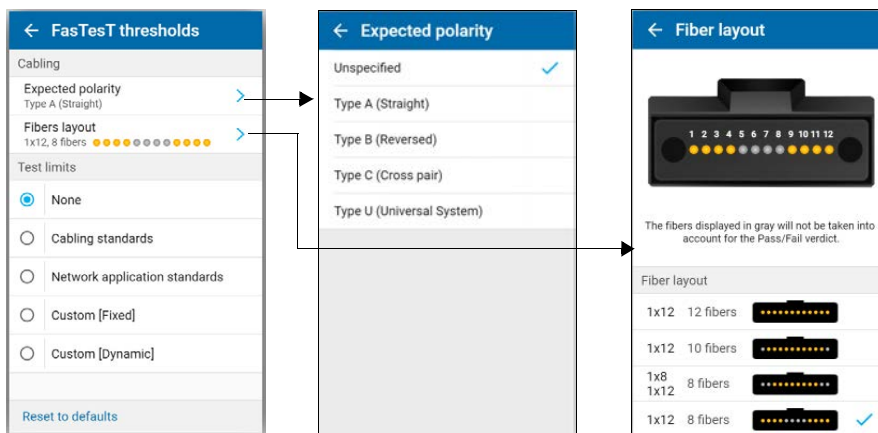 FasTesT thresholds
Cabling
Expected polarity
Type A (Straight)
Fibers layout
1x12, 8 fibers
Test limits
None
Cabling standards
Network application standards
Custom [Fixed]
Custom [Dynamic]
Reset to defaults
Expected polarity
Unspecified
Type A (Straight)
Type B (Reversed)
Type C (Cross pair)
Type U (Universal System)
Fiber layout
1 2 3 4 5 6 7 8 9 10 11 12
The fibers displayed in gray will not be taken into
account for the Pass/Fail verdict.
Fiber layout
1x12 12 fibers
1x12 10 fibers
1x8
1x12 8 fibers
1x12 8 fibers